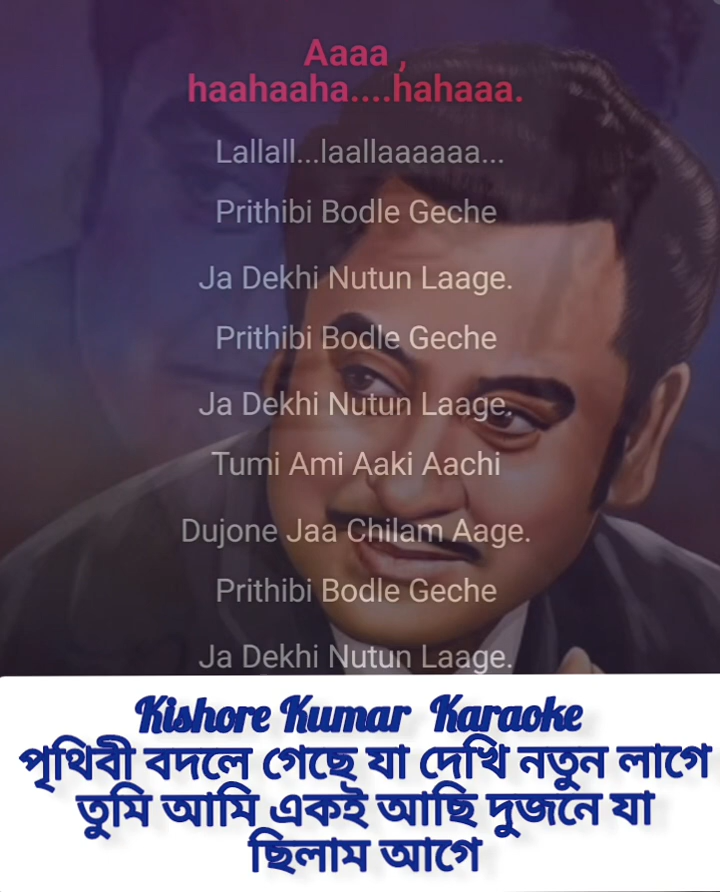 Aaaa ,
haahaaha....hahaaa.
Lallall...laallaaaaaa...
Prithibi Bodle Geche
Ja Dekhi Nutun Laage.
Prithibi Bodle Geche
Ja Dekhi Nutun Laage.
Tumi Ami Aaki Aachi
Dujone Jaa Chilam Aage.
Prithibi Bodle Geche
Ja Dekhi Nutun Laage.
Kishore Kumar Karaoke
পৃথিবী বদলে গেছে যা দেখি নতুন লাগে
তুমি আমি একই আছি দুজনে যা
ছিলাম আগে